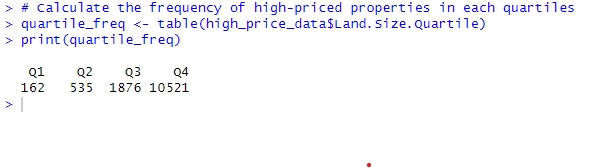 > # Calculate the frequency of high-priced properties in each quartiles
> quartile_freq <- table(high_price_data$Land.Size.Quartile)
> print(quartile_freq)
Q1 Q2 Q3 Q4
162 535 1876 10521
>